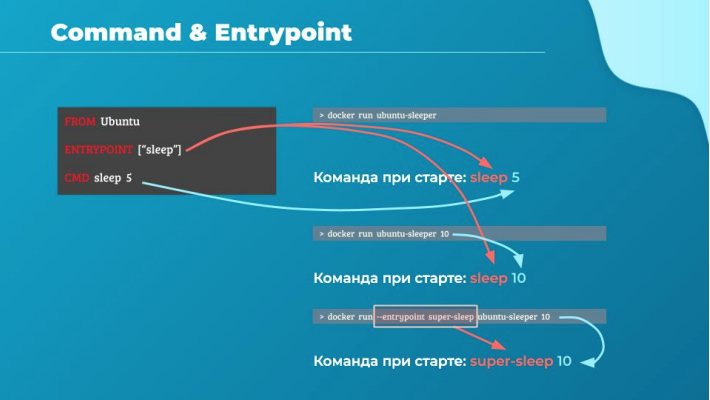 Command & Entrypoint
FROM Ubuntu
ENTRYPOINT [“sleep”]
CMD sleep 5
> docker run ubuntu-sleeper
Команда при старте: sleep 5
> docker run ubuntu-sleeper 10
Команда при старте: sleep 10
> docker run --entrypoint super-sleep ubuntu-sleeper 10
Команда при старте: super-sleep 10